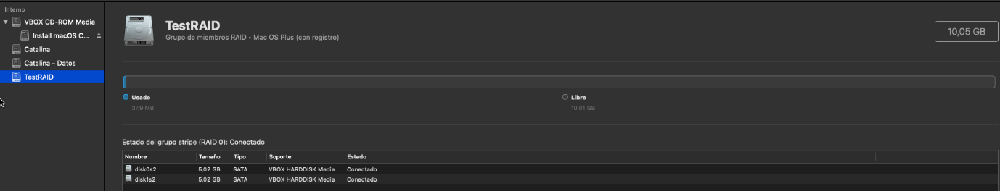 Interno
VBOX CD-ROM Media
Install macOS C...
Catalina
Catalina - Datos
TestRAID
TestRAID
Grupo de miembros RAID • Mac OS Plus (con registro)
10,05 GB
Usado
37,9 MB
Libre
10,01 GB
Estado del grupo stripe (RAID 0): Conectado
Nombre Tamaño Tipo Soporte Estado
disk0s2 5,02 GB SATA VBOX HARDDISK Media Conectado
disk1s2 5,02 GB SATA VBOX HARDDISK Media Conectado